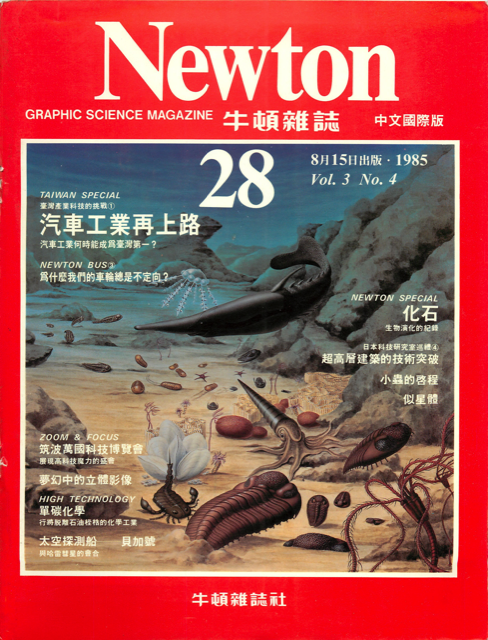 Newton
GRAPHIC SCIENCE MAGAZINE 牛頓雜誌 中文國際版
28
8月15日出版・1985
Vol. 3 No. 4
TAIWAN SPECIAL
臺灣產業科技的挑戰①
汽車工業再上路
汽車工業何時能成爲臺灣第一?
NEWTON BUS③
爲什麼我們的車輪總是不定向?
NEWTON SPECIAL
化石
生物演化的紀錄
日本科技研究室巡禮④
超高層建築的技術突破
小蟲的啓程
似星體
ZOOM & FOCUS
筑波萬國科技博覽會
展現高科技魔力的盛會
夢幻中的立體影像
HIGH TECHNOLOGY
單碳化學
行將脫離石油桎梏的化學工業
太空探測船 貝加號
與哈雷彗星的會合
牛頓雜誌社